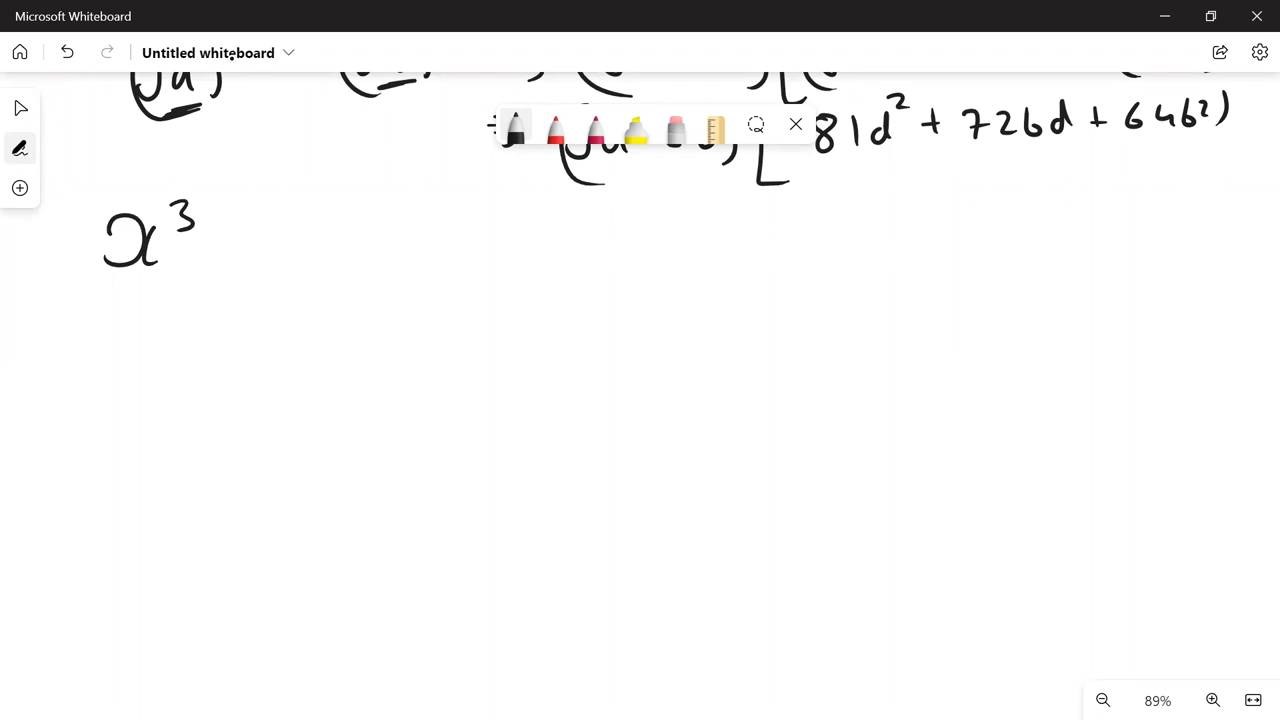 Microsoft Whiteboard
Untitled whiteboard
81d² + 72bd + 64b²)
x³
89%